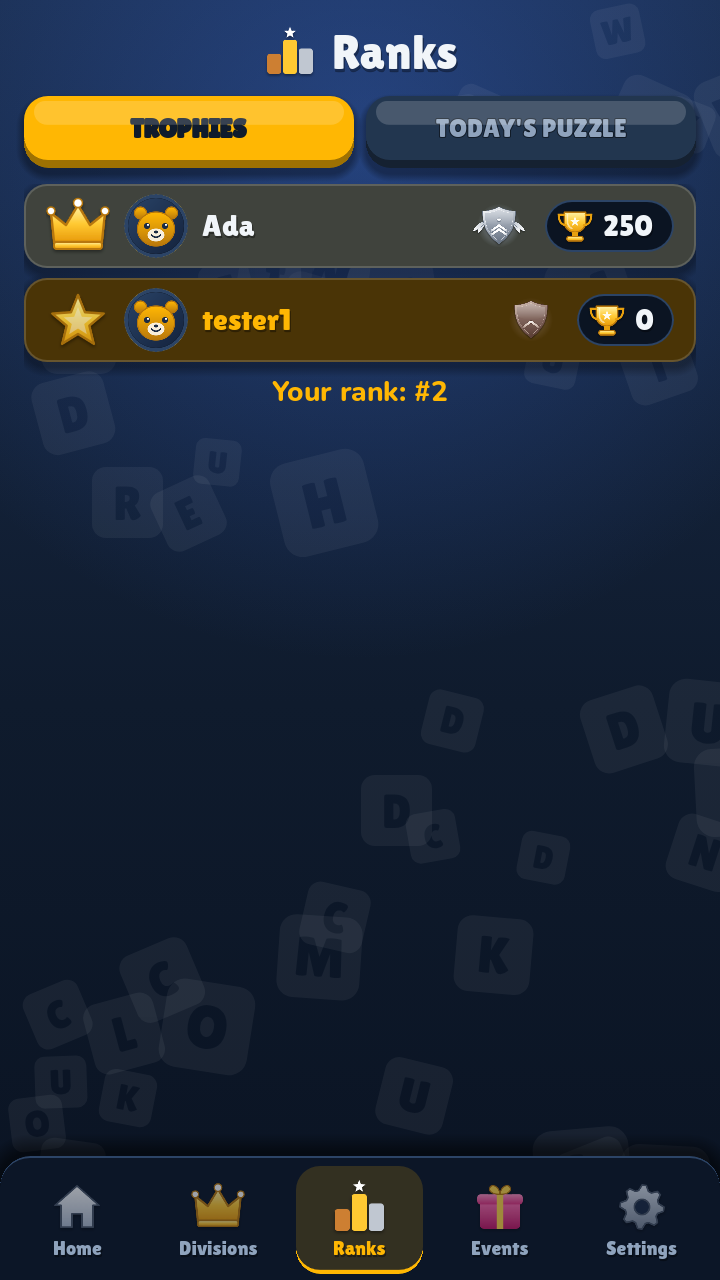 Ranks
TROPHIES
TODAY'S PUZZLE
Ada
250
tester1
0
Your rank: #2
W
D
U
R
E
H
D
D
U
D
C
D
N
C
M
K
C
C
L
O
U
K
O
U
Home
Divisions
Ranks
Events
Settings